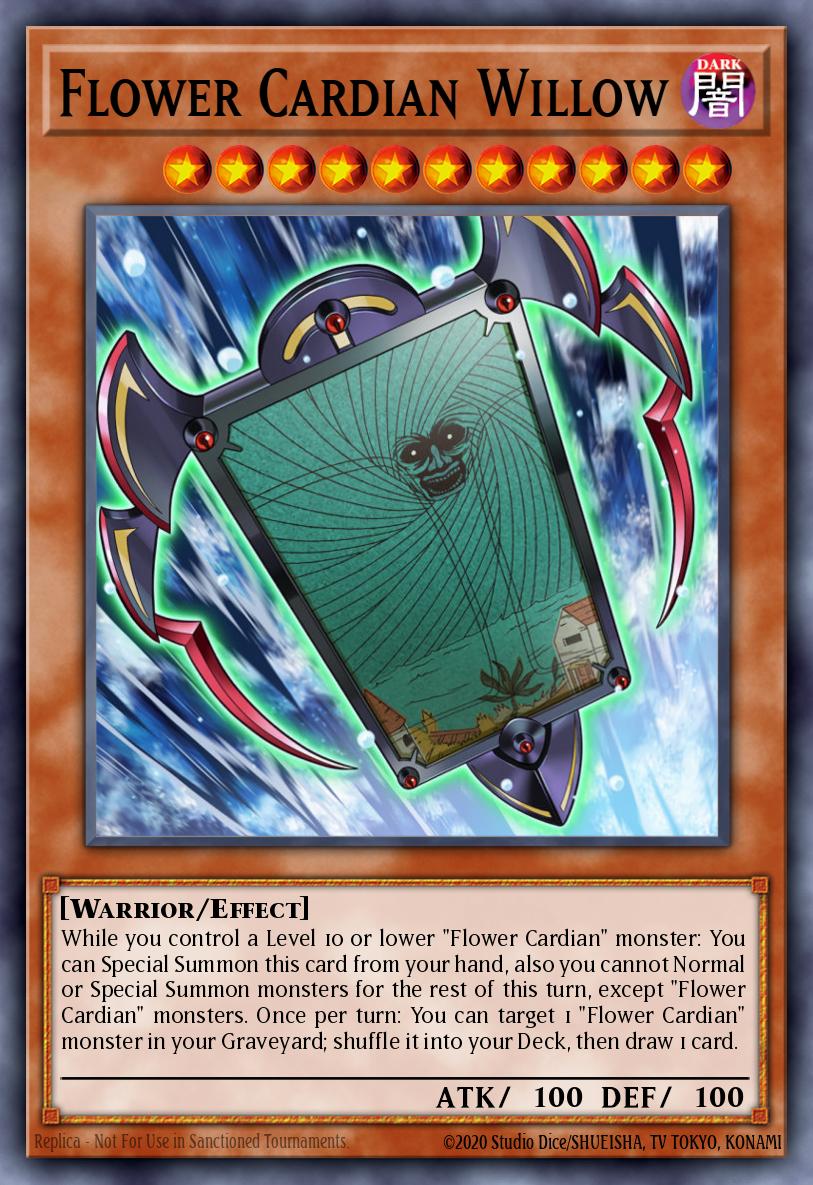 Flower Cardian Willow
DARK
闇
[Warrior/Effect]
While you control a Level 10 or lower "Flower Cardian" monster: You
can Special Summon this card from your hand, also you cannot Normal
or Special Summon monsters for the rest of this turn, except "Flower
Cardian" monsters. Once per turn: You can target 1 "Flower Cardian"
monster in your Graveyard; shuffle it into your Deck, then draw 1 card.
ATK/ 100 DEF/ 100
Replica - Not For Use in Sanctioned Tournaments.
©2020 Studio Dice/SHUEISHA, TV TOKYO, KONAMI